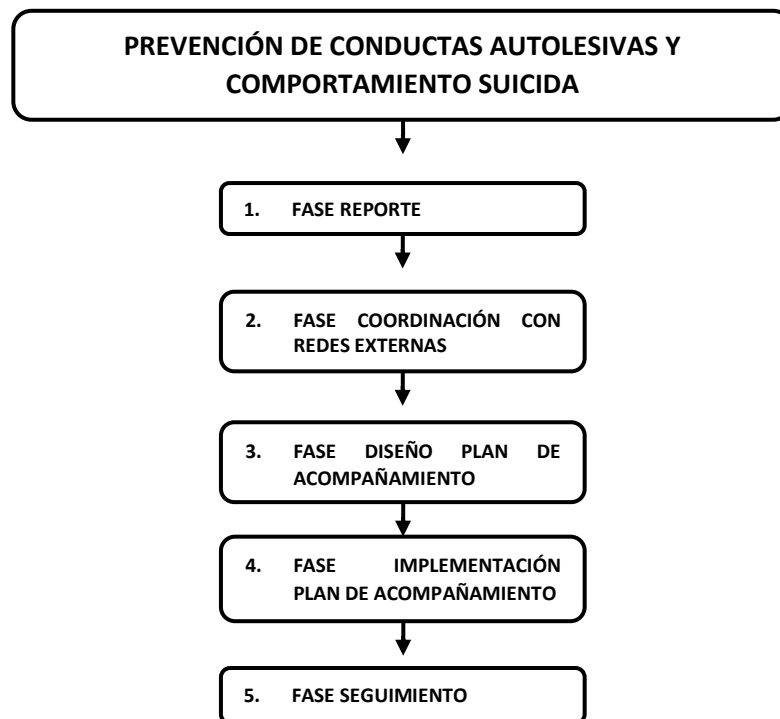 PREVENCIÓN DE CONDUCTAS AUTOLESIVAS Y
COMPORTAMIENTO SUICIDA
1. FASE REPORTE
2. FASE COORDINACIÓN CON
REDES EXTERNAS
3. FASE DISEÑO PLAN DE
ACOMPAÑAMIENTO
4. FASE IMPLEMENTACIÓN
PLAN DE ACOMPAÑAMIENTO
5. FASE SEGUIMIENTO